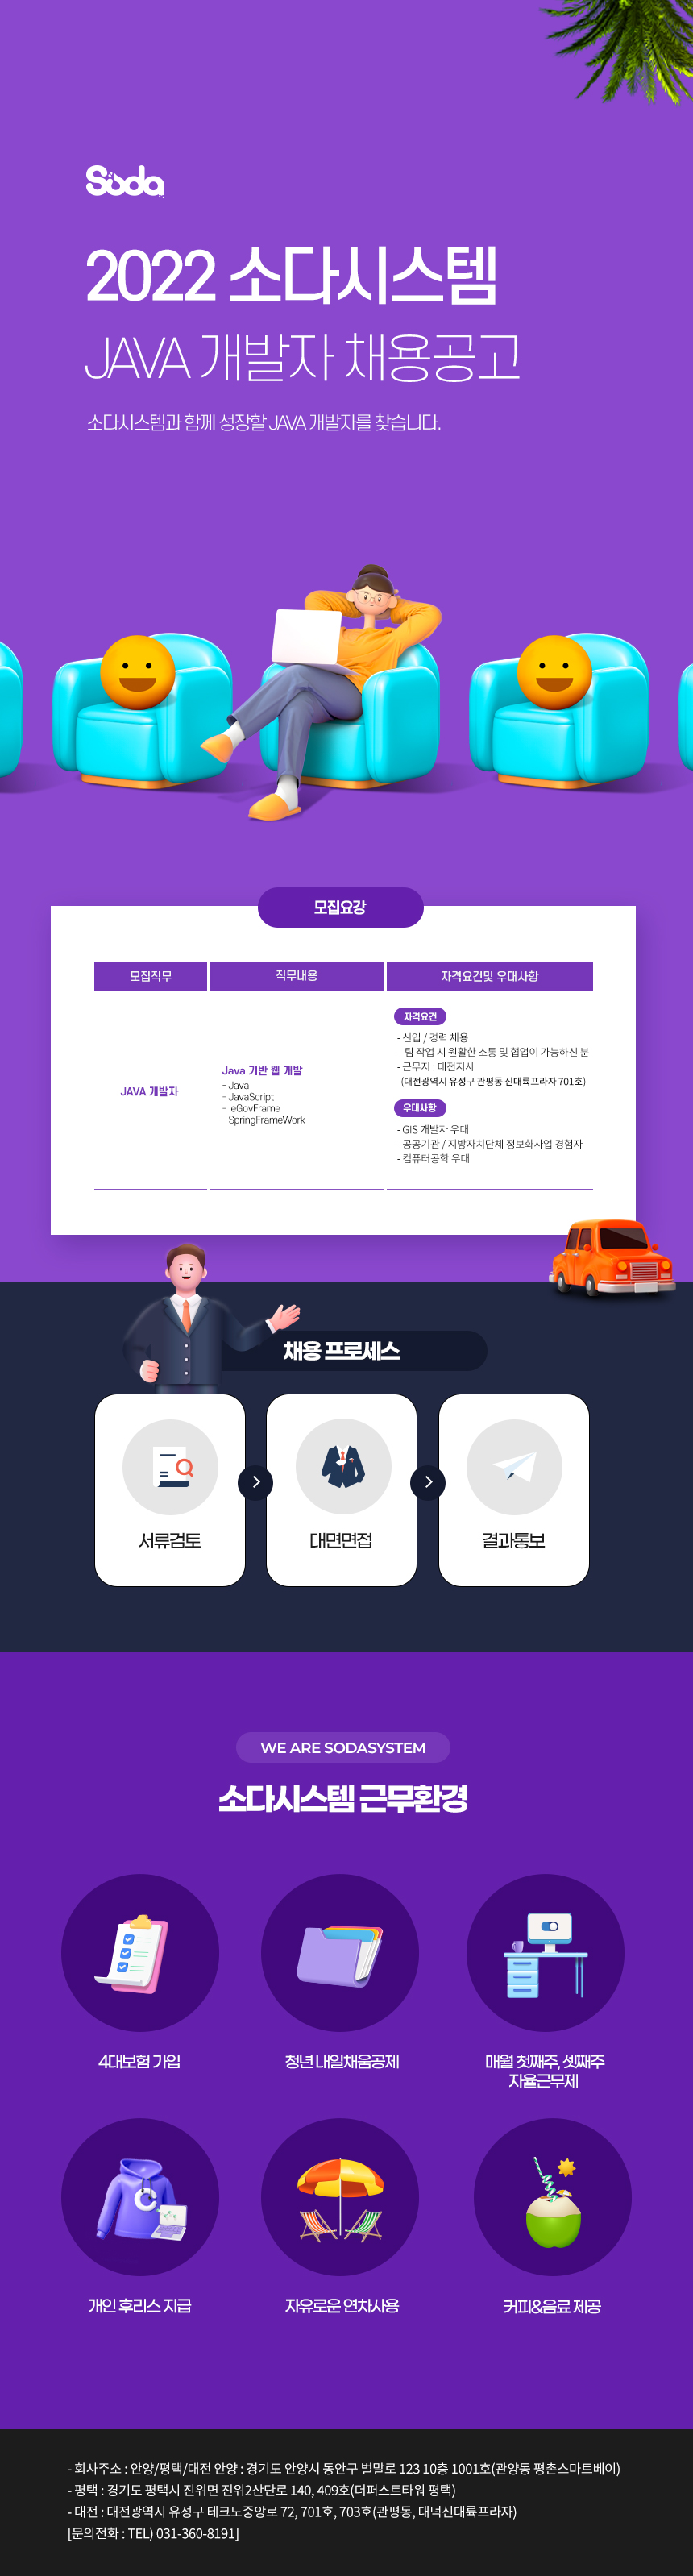 Soda
2022 소다시스템
JAVA 개발자 채용공고
소다시스템과 함께 성장할 JAVA 개발자를 찾습니다.
모집요강
모집직무
직무내용
자격요건및 우대사항
JAVA 개발자
Java 기반 웹 개발
- Java
- JavaScript
- eGovFrame
- SpringFrameWork
자격요건
- 신입 / 경력 채용
- 팀 작업 시 원활한 소통 및 협업이 가능하신 분
- 근무지 : 대전지사
(대전광역시 유성구 관평동 신대륙프라자 701호)
우대사항
- GIS 개발자 우대
- 공공기관 / 지방자치단체 정보화사업 경험자
- 컴퓨터공학 우대
채용 프로세스
서류검토
대면면접
결과통보
WE ARE SODASYSTEM
소다시스템 근무환경
4대보험 가입
청년 내일채움공제
매월 첫째주, 셋째주
자율근무제
개인 후리스 지급
자유로운 연차사용
커피&음료 제공
- 회사주소 : 안양/평택/대전 안양 : 경기도 안양시 동안구 벌말로 123 10층 1001호(관양동 평촌스마트베이)
- 평택 : 경기도 평택시 진위면 진위2산단로 140, 409호(더퍼스트타워 평택)
- 대전 : 대전광역시 유성구 테크노중앙로 72, 701호, 703호(관평동, 대덕신대륙프라자)
[문의전화 : TEL) 031-360-8191]